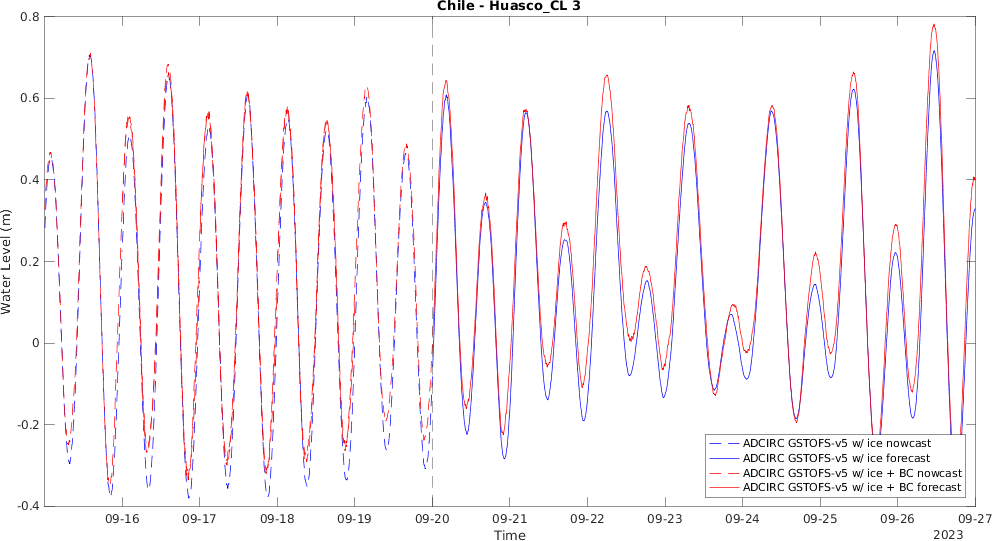 Chile - Huasco_CL 3
Water Level (m)
0.8
0.6
0.4
0.2
0
-0.2
-0.4
ADCIRC GSTOFS-v5 w/ ice nowcast
ADCIRC GSTOFS-v5 w/ ice forecast
ADCIRC GSTOFS-v5 w/ ice + BC nowcast
ADCIRC GSTOFS-v5 w/ ice + BC forecast
09-16 09-17 09-18 09-19 09-20 09-21 09-22 09-23 09-24 09-25 09-26 09-27
Time
2023